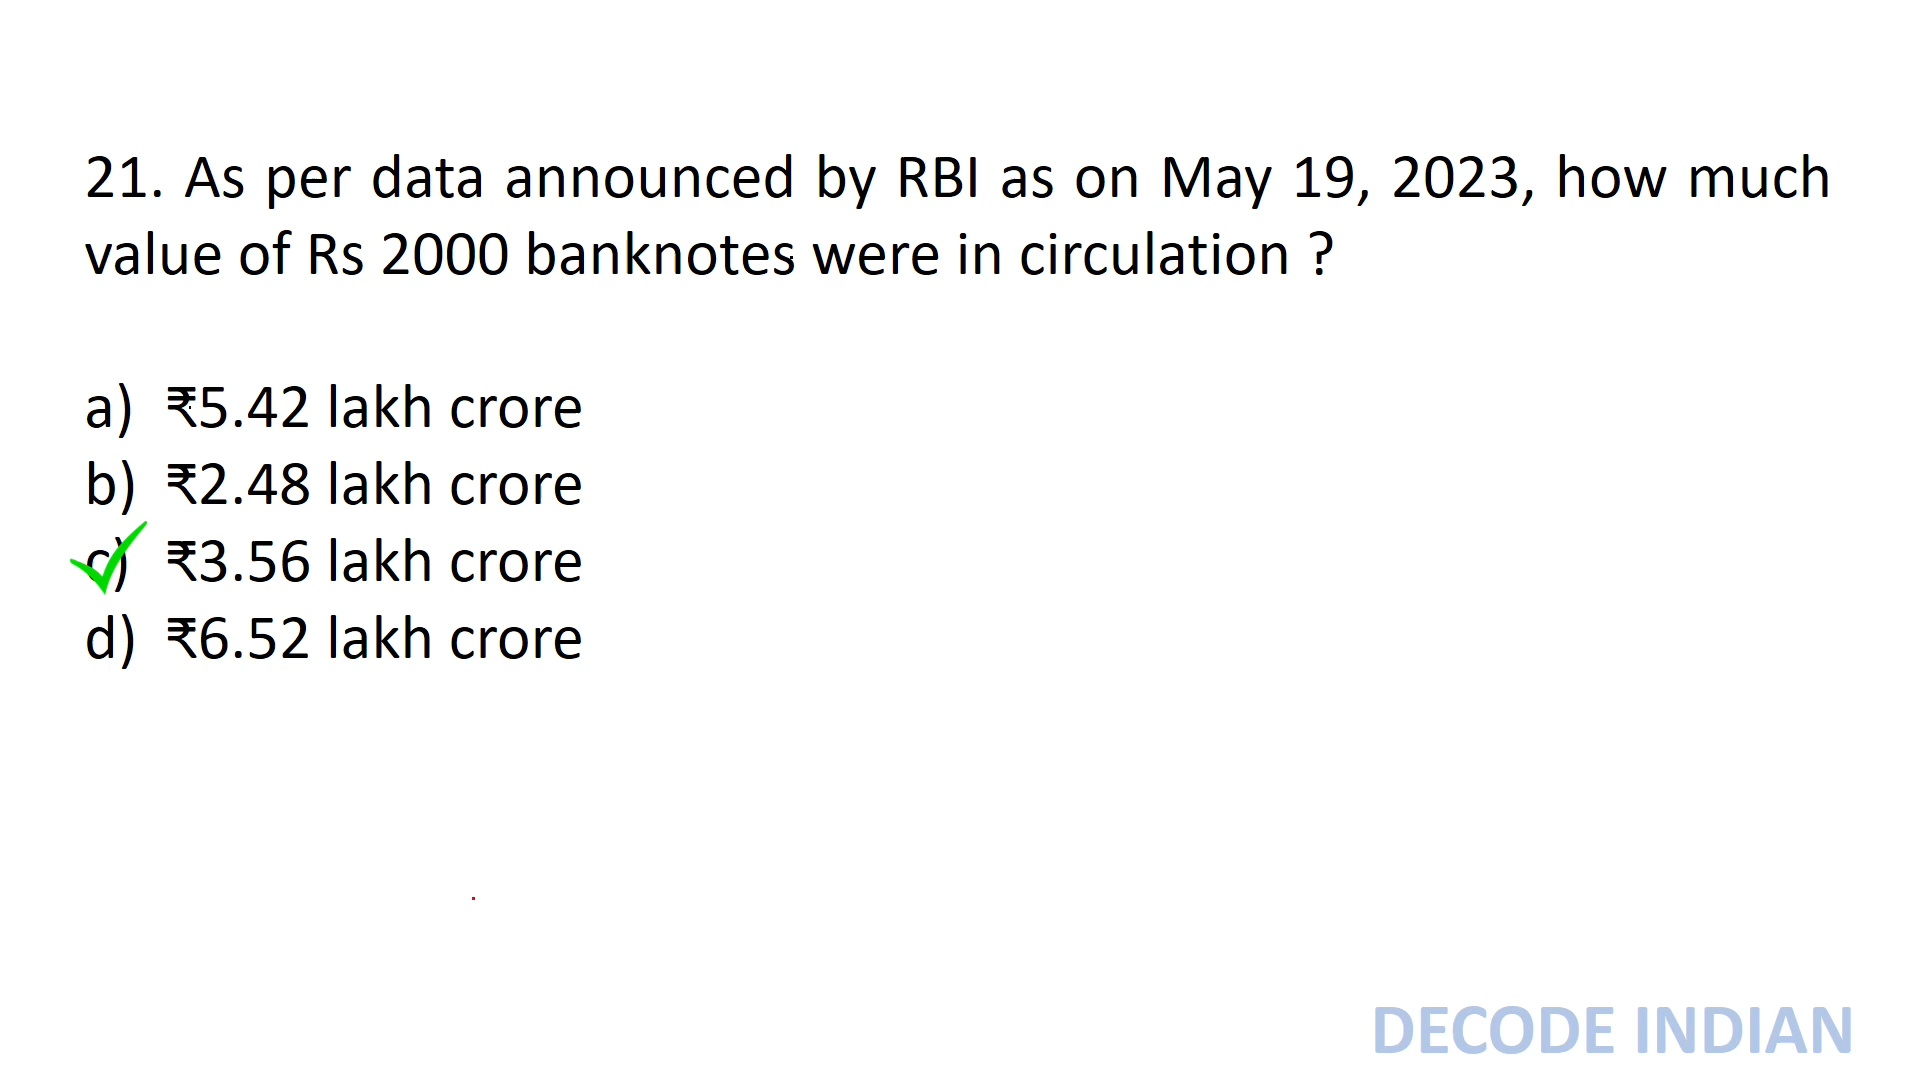 21. As per data announced by RBI as on May 19, 2023, how much
value of Rs 2000 banknotes were in circulation ?
a) ₹5.42 lakh crore
b) ₹2.48 lakh crore
c) ₹3.56 lakh crore
d) ₹6.52 lakh crore
DECODE INDIAN